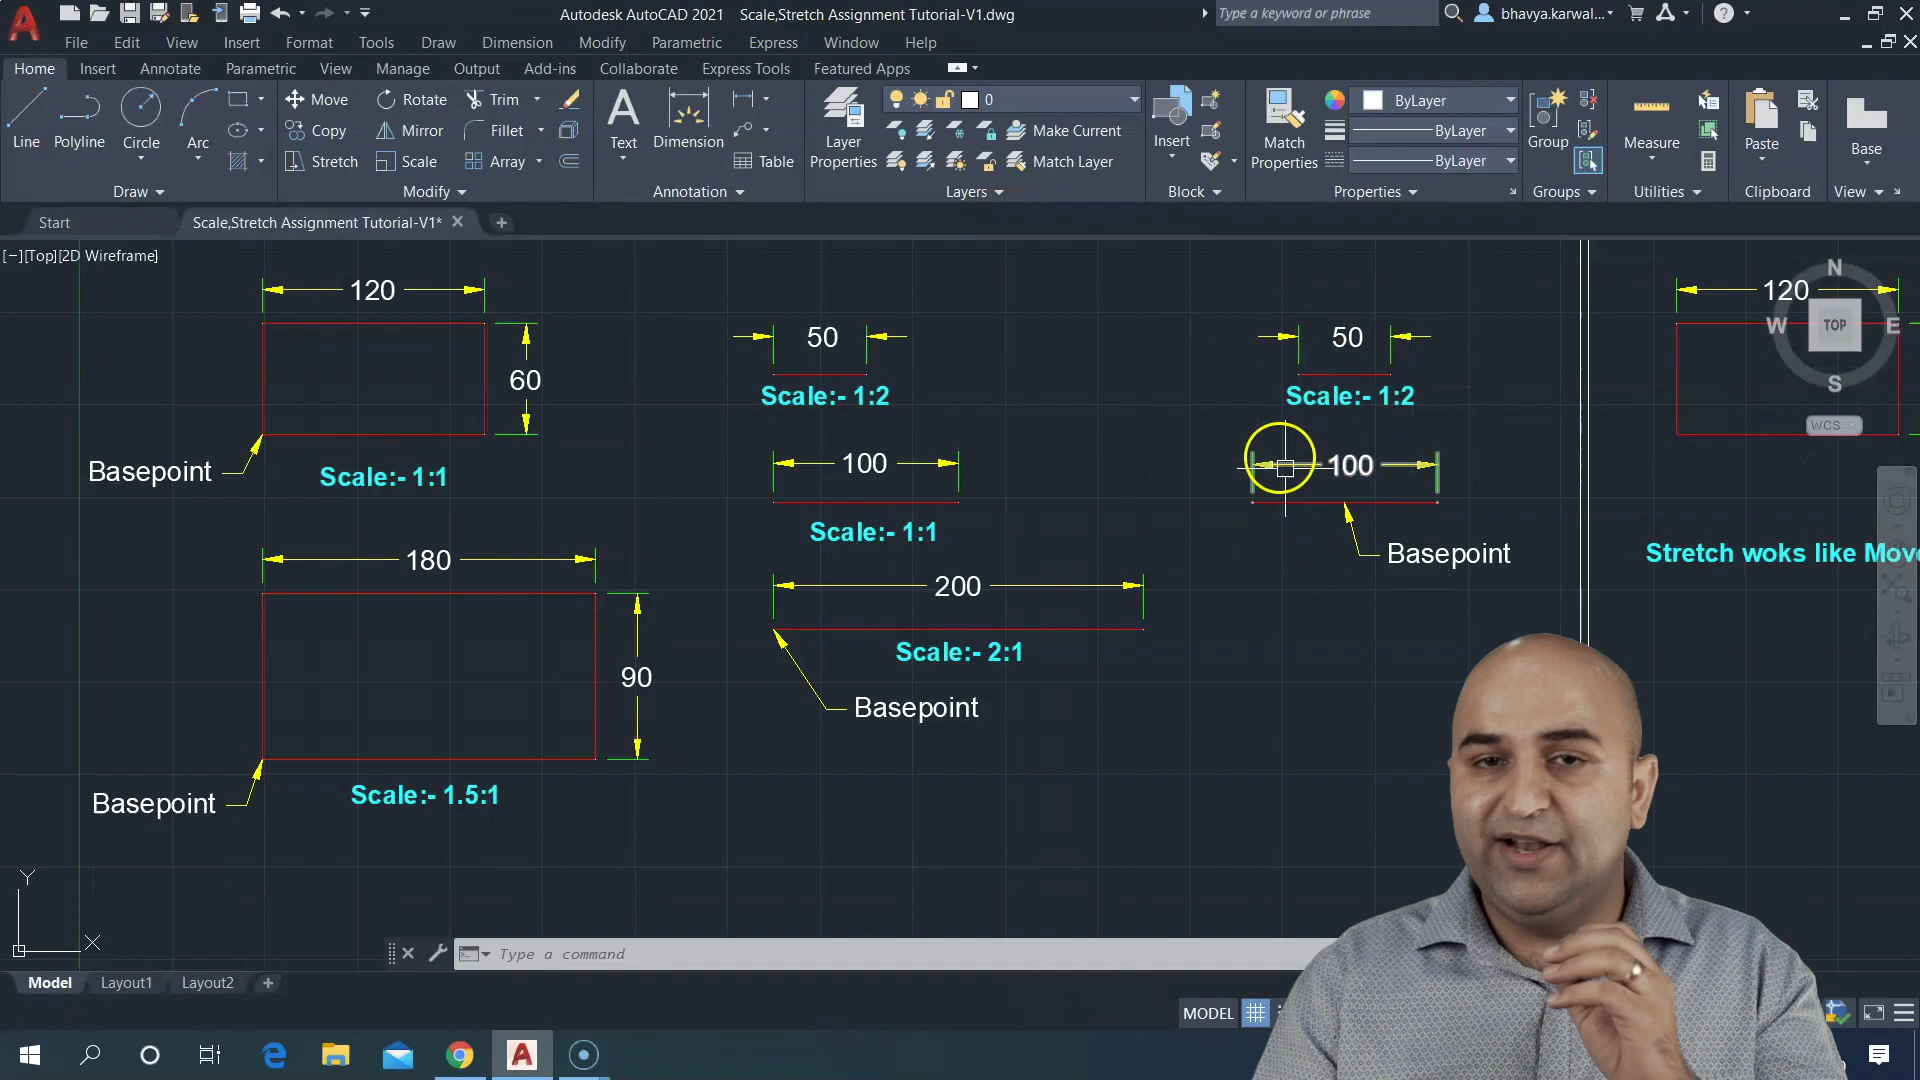 Autodesk AutoCAD 2021 Scale,Stretch Assignment Tutorial-V1.dwg
Type a keyword or phrase
bhavya.karwal...
File Edit View Insert Format Tools Draw Dimension Modify Parametric Express Window Help
Home Insert Annotate Parametric View Manage Output Add-ins Collaborate Express Tools Featured Apps
Line Polyline Circle Arc
Move Rotate Trim
Copy Mirror Fillet
Stretch Scale Array
Text Dimension Table
Layer Properties
0
Make Current
Match Layer
Insert
Match Properties
ByLayer
ByLayer
ByLayer
Group
Measure
Paste
Base
Draw Modify Annotation Layers Block Properties Groups Utilities Clipboard View
Start Scale,Stretch Assignment Tutorial-V1*
[−][Top][2D Wireframe]
120
60
Basepoint
Scale:- 1:1
180
90
Basepoint
Scale:- 1.5:1
50
Scale:- 1:2
100
Scale:- 1:1
200
Scale:- 2:1
Basepoint
50
Scale:- 1:2
100
Basepoint
120
N
W TOP E
S
WCS
Stretch woks like Move
Y
X
Type a command
Model Layout1 Layout2
MODEL